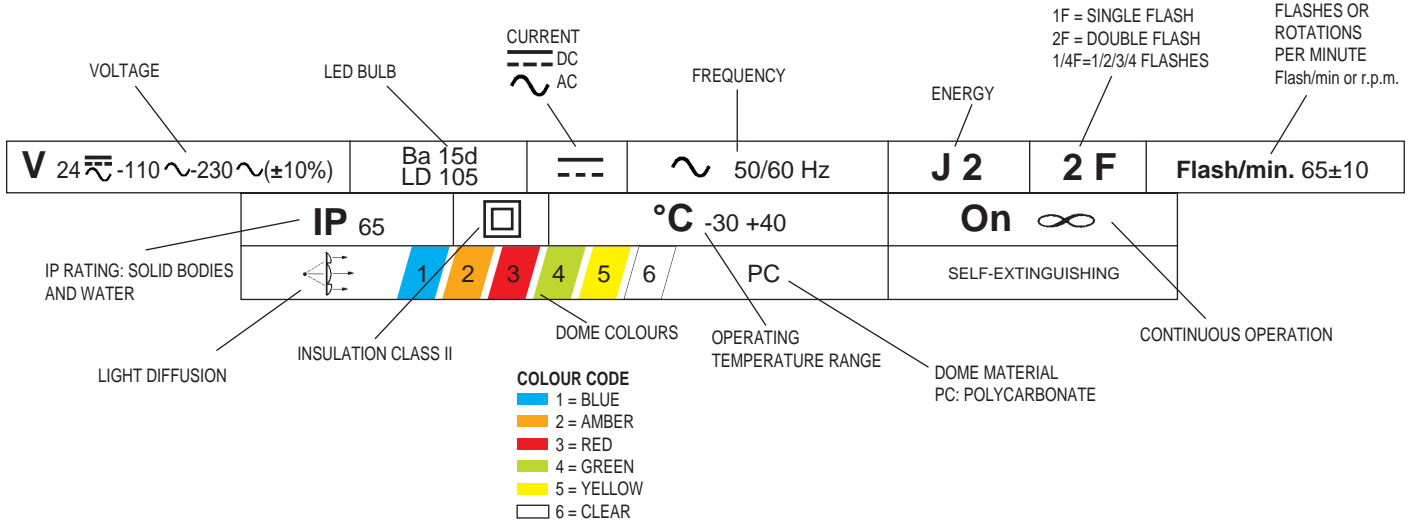 1F = SINGLE FLASH
2F = DOUBLE FLASH
1/4F=1/2/3/4 FLASHES
FLASHES OR
ROTATIONS
PER MINUTE
Flash/min or r.p.m.
CURRENT
DC
AC
VOLTAGE
LED BULB
FREQUENCY
ENERGY
V 24 -110 ~-230 ~(±10%)
Ba 15d
LD 105
~ 50/60 Hz
J 2
2 F
Flash/min. 65±10
IP 65
°C -30 +40
On ∞
1 2 3 4 5 6
PC
SELF-EXTINGUISHING
IP RATING: SOLID BODIES
AND WATER
LIGHT DIFFUSION
INSULATION CLASS II
DOME COLOURS
OPERATING
TEMPERATURE RANGE
DOME MATERIAL
PC: POLYCARBONATE
CONTINUOUS OPERATION
COLOUR CODE
1 = BLUE
2 = AMBER
3 = RED
4 = GREEN
5 = YELLOW
6 = CLEAR